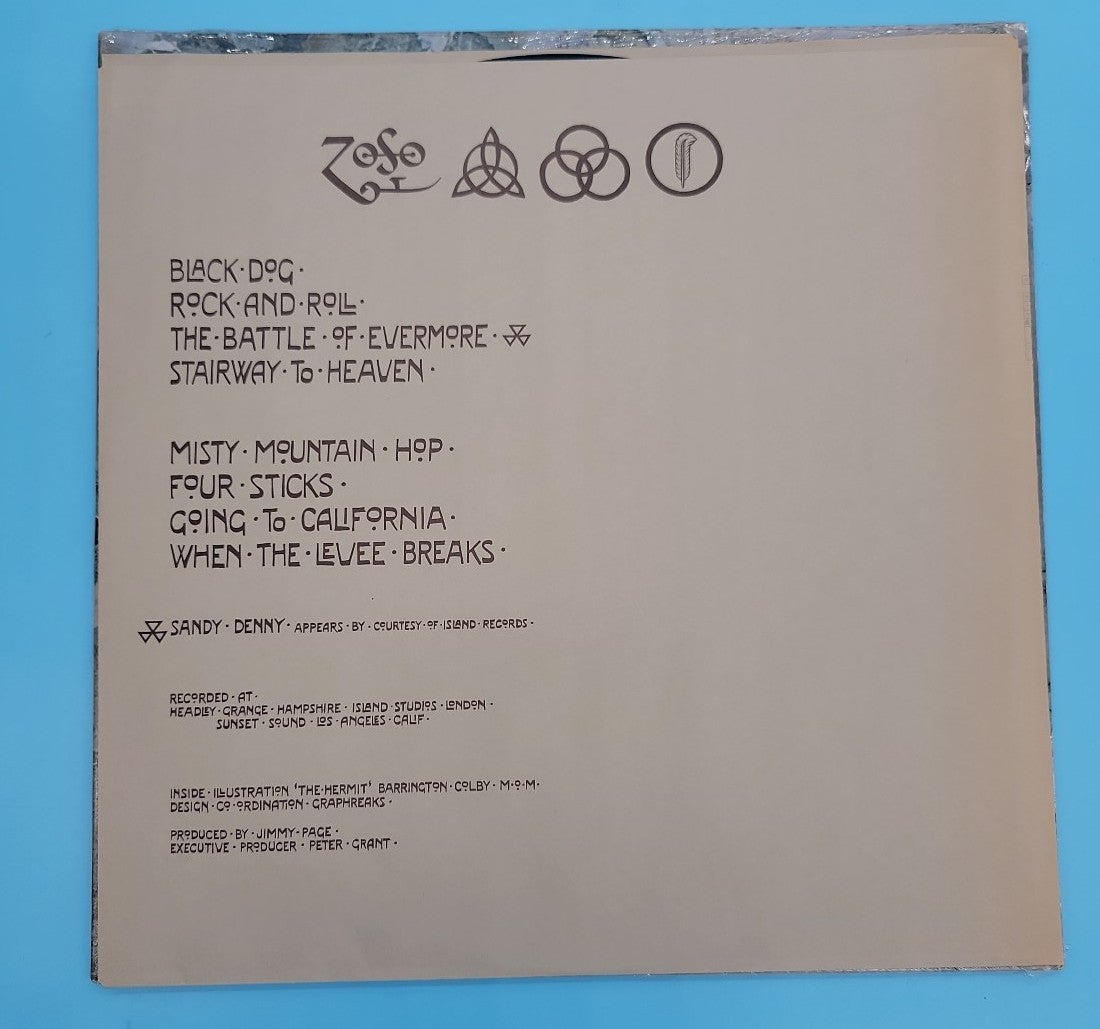 ZOSO
BLACK·DOG·
ROCK·AND·ROLL·
THE·BATTLE·OF·EVERMORE·
STAIRWAY·TO·HEAVEN·
MISTY·MOUNTAIN·HOP·
FOUR·STICKS·
GOING·TO·CALIFORNIA·
WHEN·THE·LEVEE·BREAKS·
SANDY·DENNY·APPEARS·BY·COURTESY·OF·ISLAND·RECORDS·
RECORDED·AT·
HEADLEY·GRANGE·HAMPSHIRE·ISLAND·STUDIOS·LONDON·
SUNSET·SOUND·LOS·ANGELES·CALIF·
INSIDE·ILLUSTRATION 'THE·HERMIT' BARRINGTON·COLBY·M·O·M·
DESIGN·CO·ORDINATION·GRAPHREAKS·
PRODUCED·BY·JIMMY·PAGE·
EXECUTIVE·PRODUCER·PETER·GRANT·